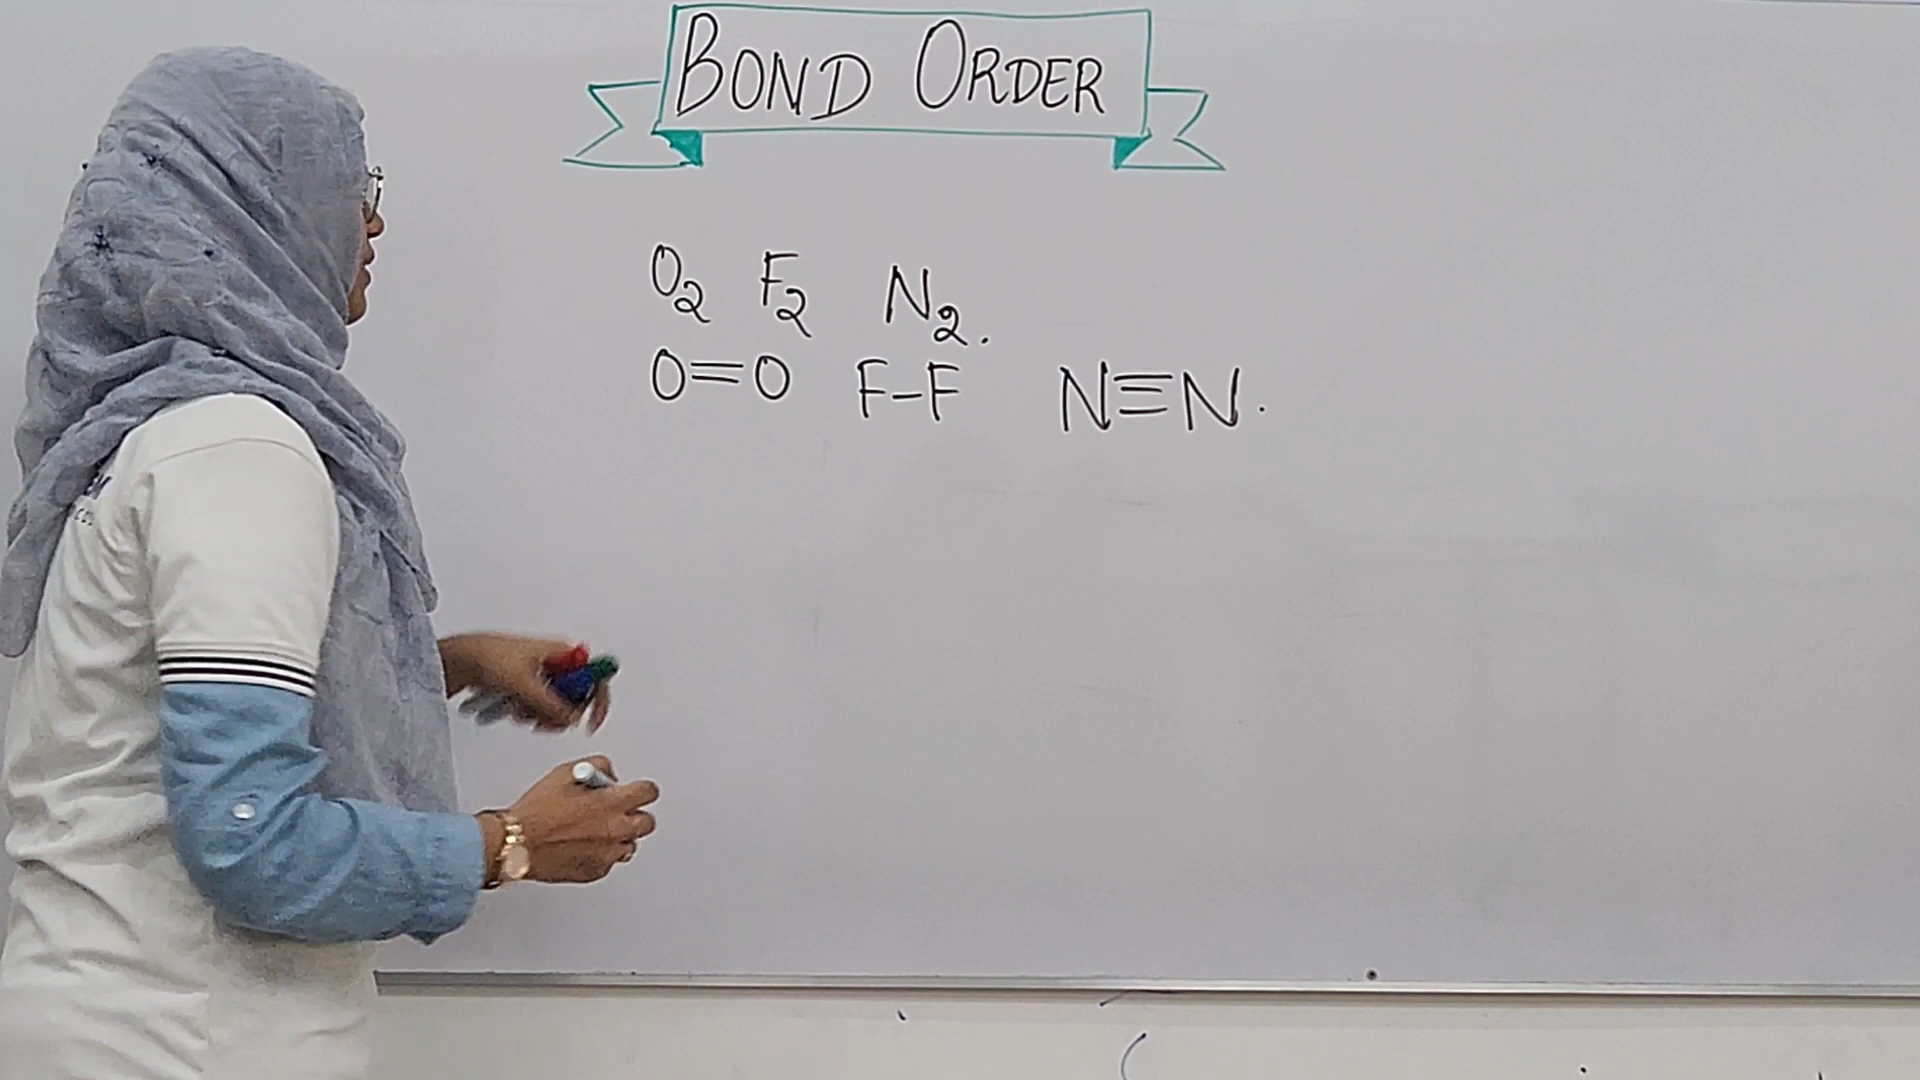 BOND ORDER
O₂ F₂ N₂.
O=O F-F N≡N.